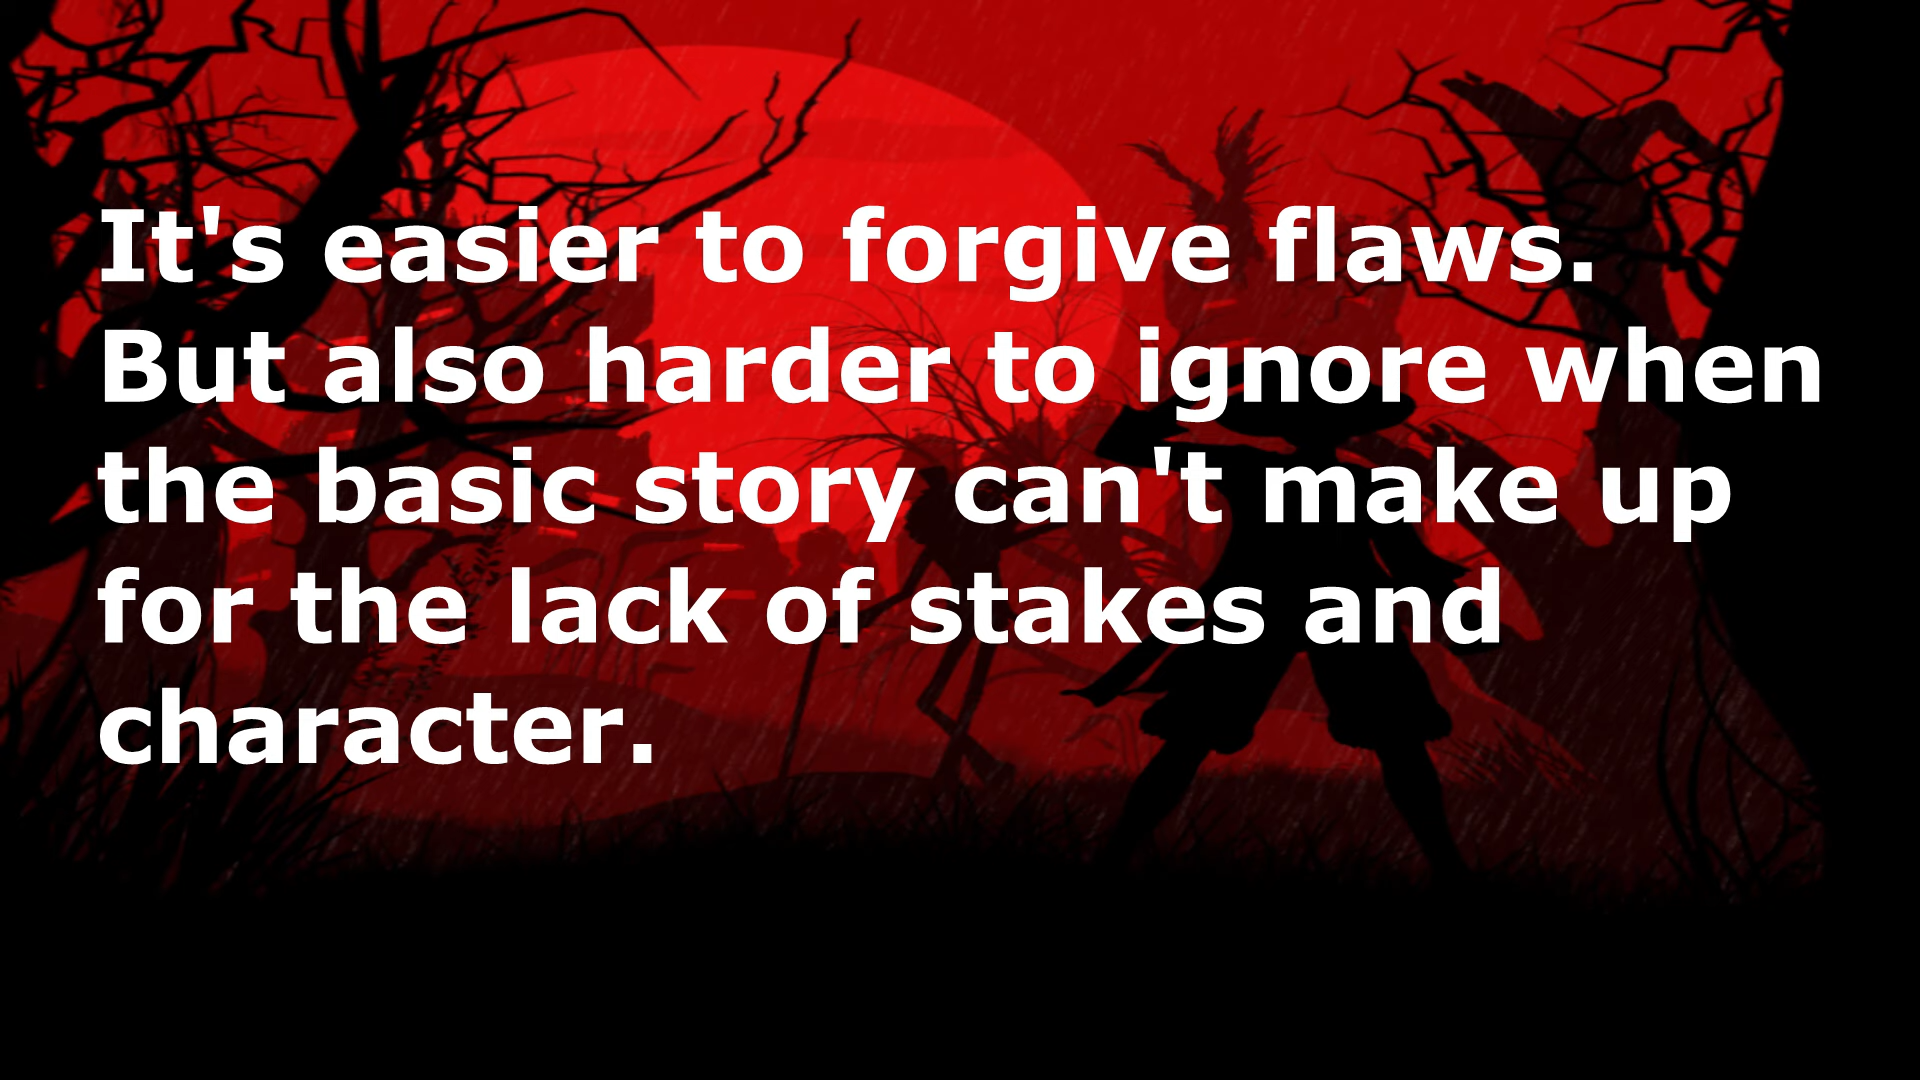 It's easier to forgive flaws.
But also harder to ignore when
the basic story can't make up
for the lack of stakes and
character.